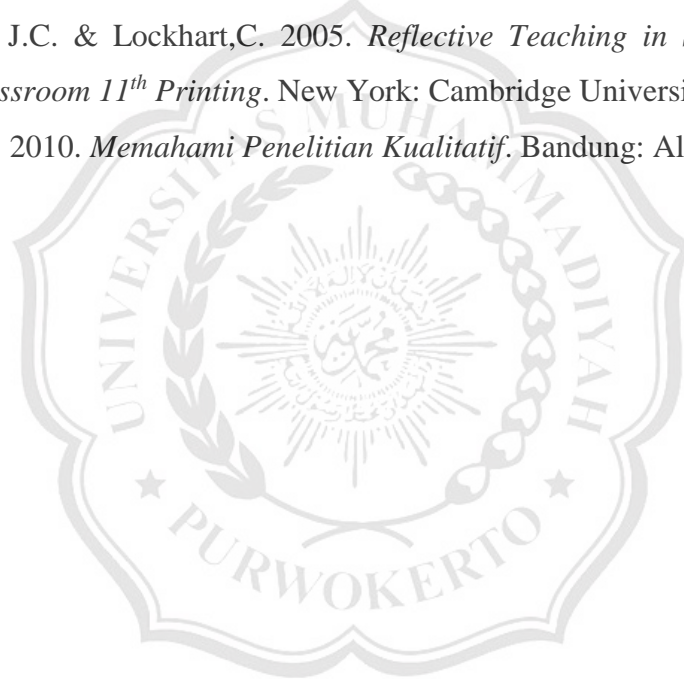 J.C. & Lockhart,C. 2005. Reflective Teaching in
ssroom 11th Printing. New York: Cambridge Universi
2010. Memahami Penelitian Kualitatif. Bandung: Al
UNIVERSITAS MUHAMMADIYAH
PURWOKERTO